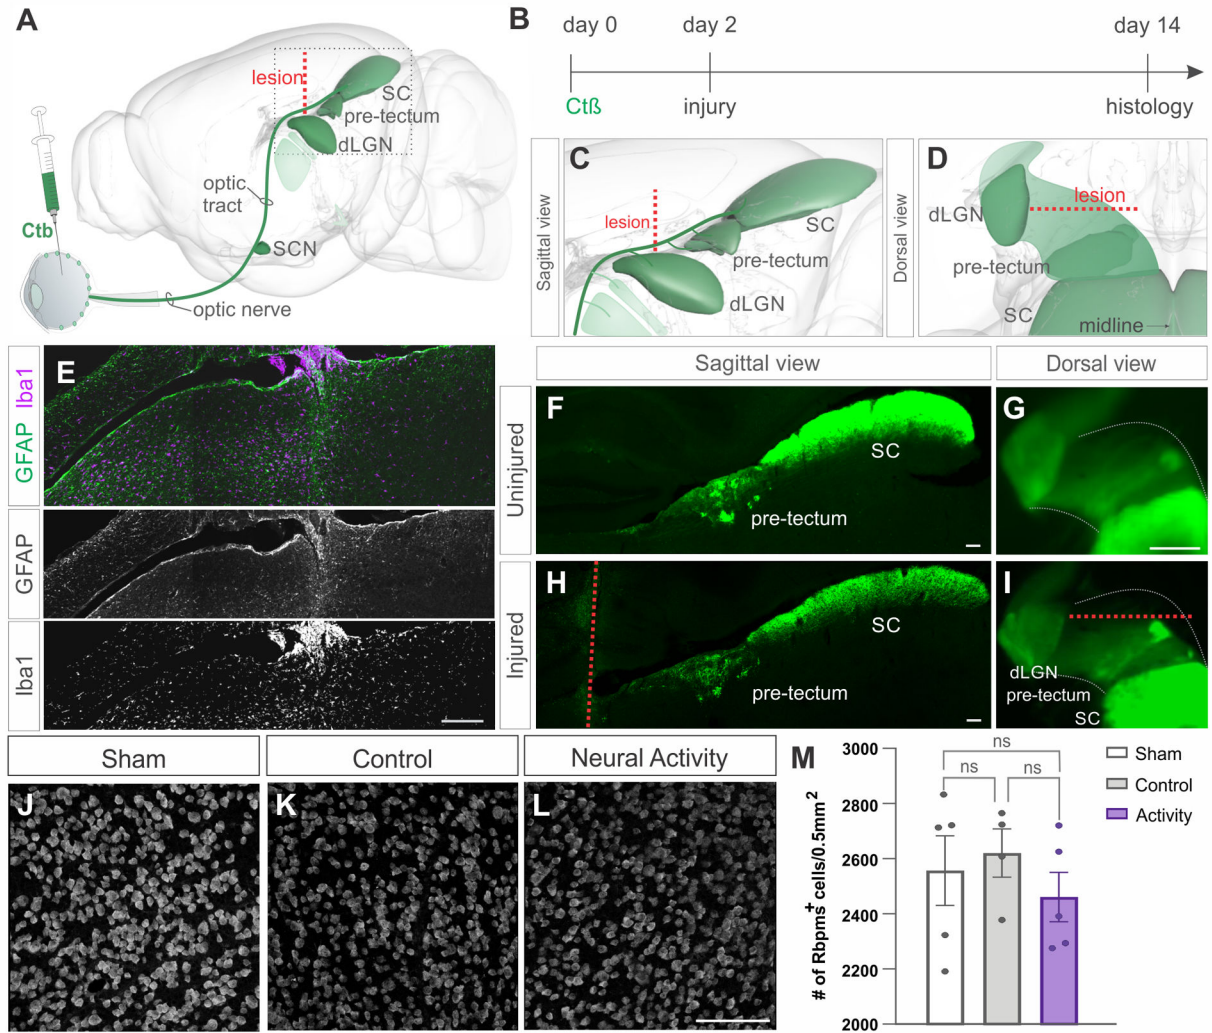 A
lesion
SC
pre-tectum
dLGN
optic
tract
Ctb
SCN
optic nerve
B
day 0
day 2
day 14
Ctß
injury
histology
Sagittal view
C
lesion
SC
pre-tectum
dLGN
Dorsal view
D
lesion
dLGN
pre-tectum
SC
midline
GFAP Iba1
E
GFAP
Iba1
Sagittal view
Dorsal view
Uninjured
F
SC
pre-tectum
G
Injured
H
SC
pre-tectum
I
dLGN
pre-tectum
SC
Sham
Control
Neural Activity
J
K
L
M
# of Rbpms+ cells/0.5mm2
3000
2800
2600
2400
2200
2000
ns
ns
ns
Sham
Control
Activity